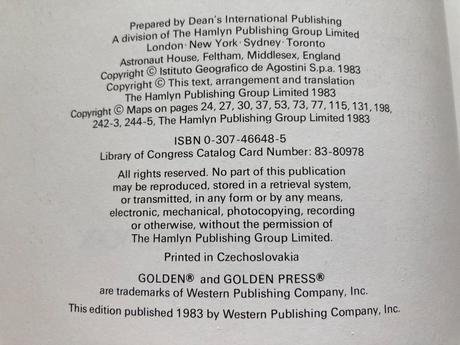 Prepared by Dean's International Publishing
A division of The Hamlyn Publishing Group Limited
London · New York · Sydney · Toronto
Astronaut House, Feltham, Middlesex, England
Copyright © Istituto Geografico de Agostini S.p.a. 1983
Copyright © This text, arrangement and translation
The Hamlyn Publishing Group Limited 1983
Copyright © Maps on pages 24, 27, 30, 37, 53, 73, 77, 115, 131, 198,
242-3, 244-5, The Hamlyn Publishing Group Limited 1983
ISBN 0-307-46648-5
Library of Congress Catalog Card Number: 83-80978
All rights reserved. No part of this publication
may be reproduced, stored in a retrieval system,
or transmitted, in any form or by any means,
electronic, mechanical, photocopying, recording
or otherwise, without the permission of
The Hamlyn Publishing Group Limited.
Printed in Czechoslovakia
GOLDEN® and GOLDEN PRESS®
are trademarks of Western Publishing Company, Inc.
This edition published 1983 by Western Publishing Company, Inc.